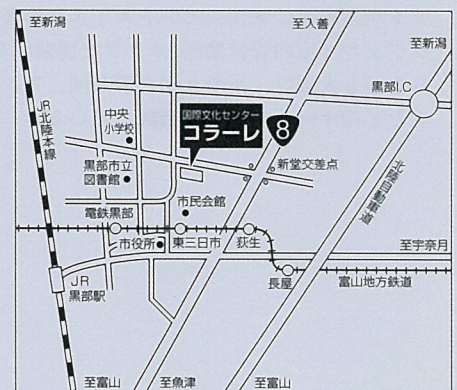 至新潟
至入善
至新潟
黒部I.C
JR
北陸本線
中央
小学校
国際文化センター
コラーレ
8
黒部市立
図書館
新堂交差点
北陸自動車道
市民会館
電鉄黒部
市役所
東三日市
荻生
至宇奈月
JR
黒部駅
長屋
富山地方鉄道
至富山
至魚津
至富山